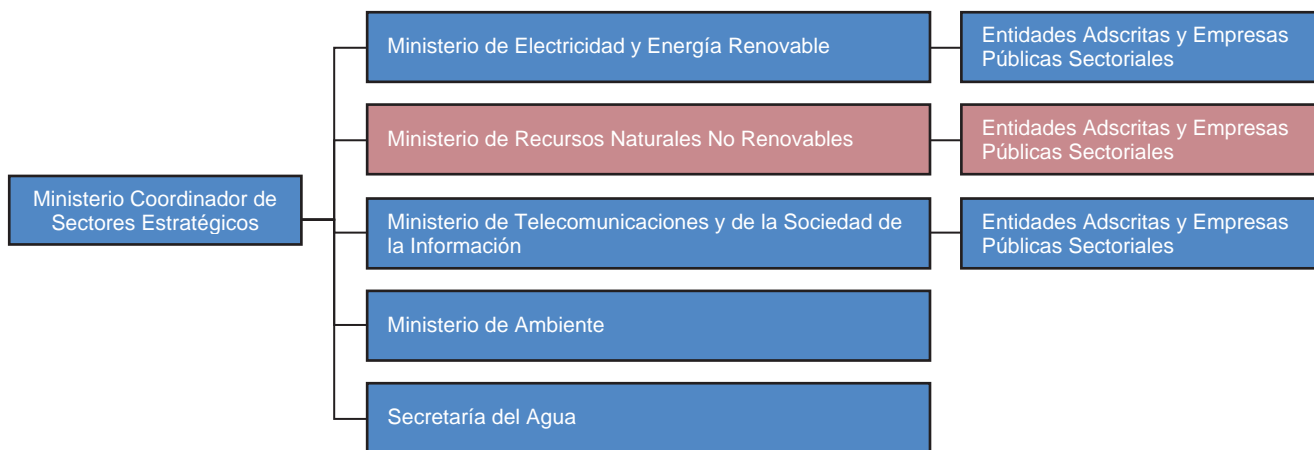 Ministerio de Electricidad y Energía Renovable
Entidades Adscritas y Empresas
Públicas Sectoriales
Ministerio de Recursos Naturales No Renovables
Entidades Adscritas y Empresas
Públicas Sectoriales
Ministerio Coordinador de
Sectores Estratégicos
Ministerio de Telecomunicaciones y de la Sociedad de
la Información
Entidades Adscritas y Empresas
Públicas Sectoriales
Ministerio de Ambiente
Secretaría del Agua